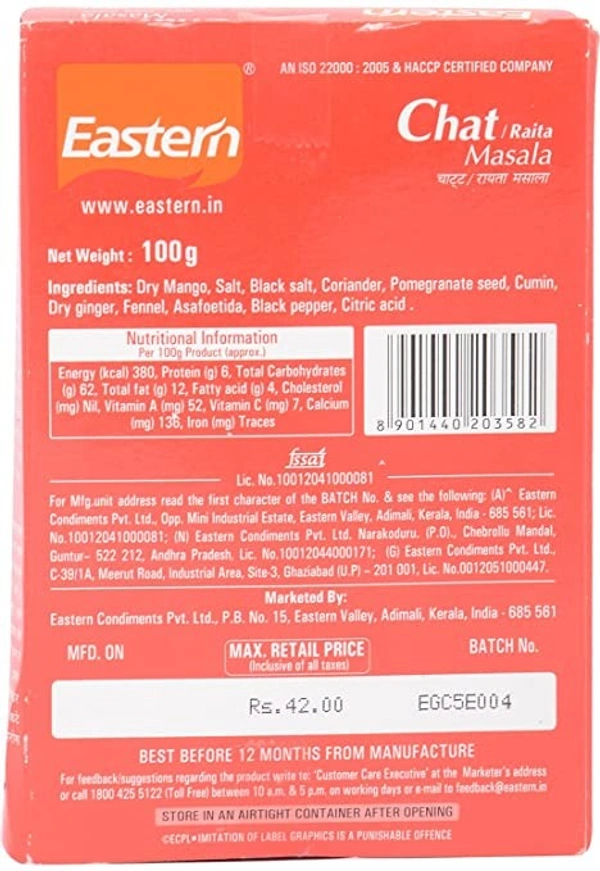 Eastern
Masala
AN ISO 22000 : 2005 & HACCP CERTIFIED COMPANY
Eastern®
www.eastern.in
Chat / Raita
Masala
चाट्ट / रायता मसाला
Net Weight : 100g
Ingredients: Dry Mango, Salt, Black salt, Coriander, Pomegranate seed, Cumin,
Dry ginger, Fennel, Asafoetida, Black pepper, Citric acid .
Nutritional Information
Per 100g Product (approx.)
Energy (kcal) 380, Protein (g) 6, Total Carbohydrates
(g) 62, Total fat (g) 12, Fatty acid (g) 4, Cholesterol
(mg) Nil, Vitamin A (mg) 52, Vitamin C (mg) 7, Calcium
(mg) 136, Iron (mg) Traces
8 901440 203582
fssai
Lic. No.10012041000081
For Mfg.unit address read the first character of the BATCH No. & see the following: (A)^ Eastern
Condiments Pvt. Ltd., Opp. Mini Industrial Estate, Eastern Valley, Adimali, Kerala, India - 685 561; Lic.
No.10012041000081; (N) Eastern Condiments Pvt. Ltd. Narakoduru. (P.O)., Chebrollu Mandal,
Guntur– 522 212, Andhra Pradesh, Lic. No.10012044000171; (G) Eastern Condiments Pvt. Ltd.,
C-39/1A, Meerut Road, Industrial Area, Site-3, Ghaziabad (U.P) – 201 001, Lic. No.0012051000447.
Marketed By:
Eastern Condiments Pvt. Ltd., P.B. No. 15, Eastern Valley, Adimali, Kerala, India - 685 561
MFD. ON
MAX. RETAIL PRICE
(Inclusive of all taxes)
BATCH No.
Rs.42.00
EGC5E004
BEST BEFORE 12 MONTHS FROM MANUFACTURE
For feedback/suggestions regarding the product write to: 'Customer Care Executive' at the Marketer's address
or call 1800 425 5122 (Toll Free) between 10 a.m. & 5 p.m. on working days or e-mail to feedback@eastern.in
STORE IN AN AIRTIGHT CONTAINER AFTER OPENING
©ECPL•IMITATION OF LABEL GRAPHICS IS A PUNISHABLE OFFENCE